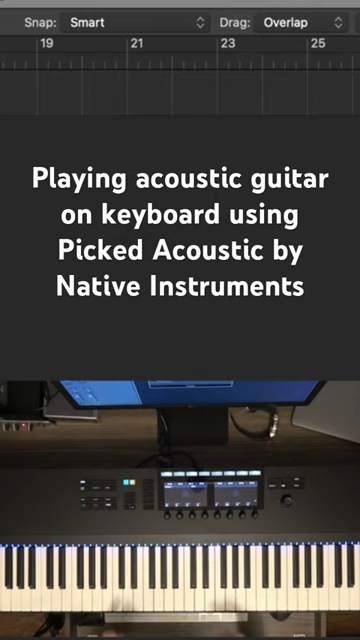 Snap: Smart Drag: Overlap
19 21 23 25
Playing acoustic guitar
on keyboard using
Picked Acoustic by
Native Instruments